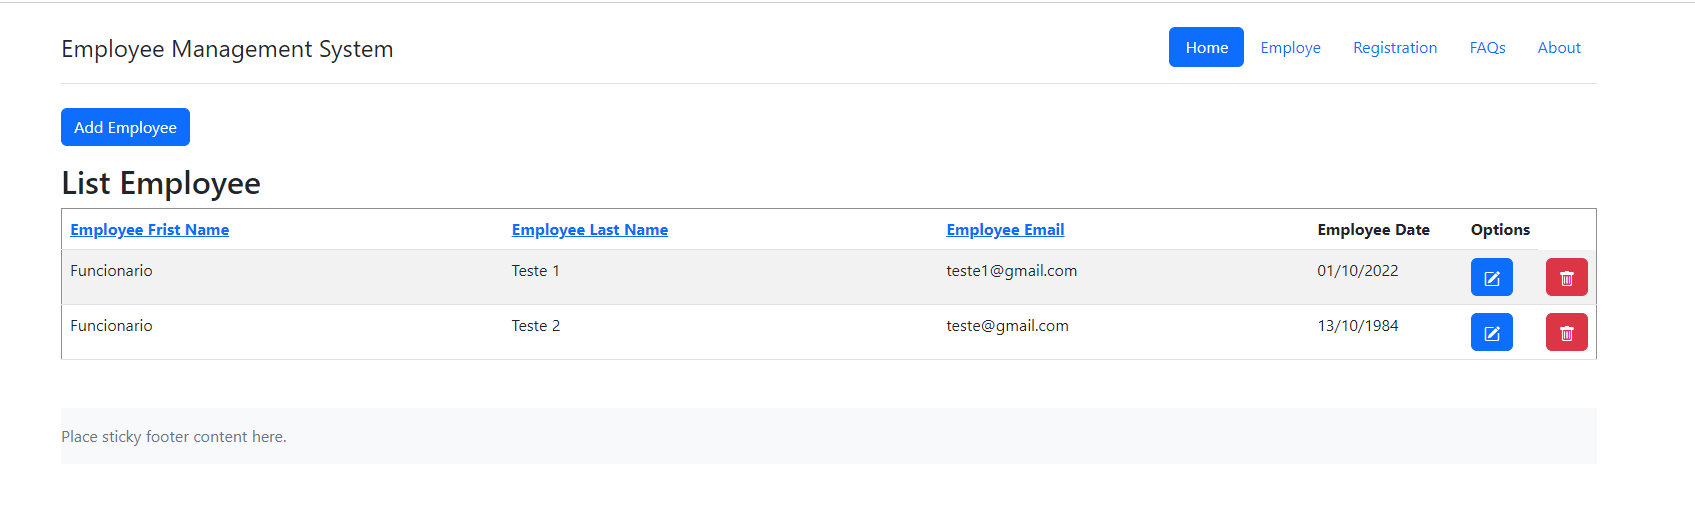 Employee Management System Home Employe Registration FAQs About
Add Employee
List Employee
Employee Frist Name Employee Last Name Employee Email Employee Date Options
Funcionario Teste 1 teste1@gmail.com 01/10/2022
Funcionario Teste 2 teste@gmail.com 13/10/1984
Place sticky footer content here.